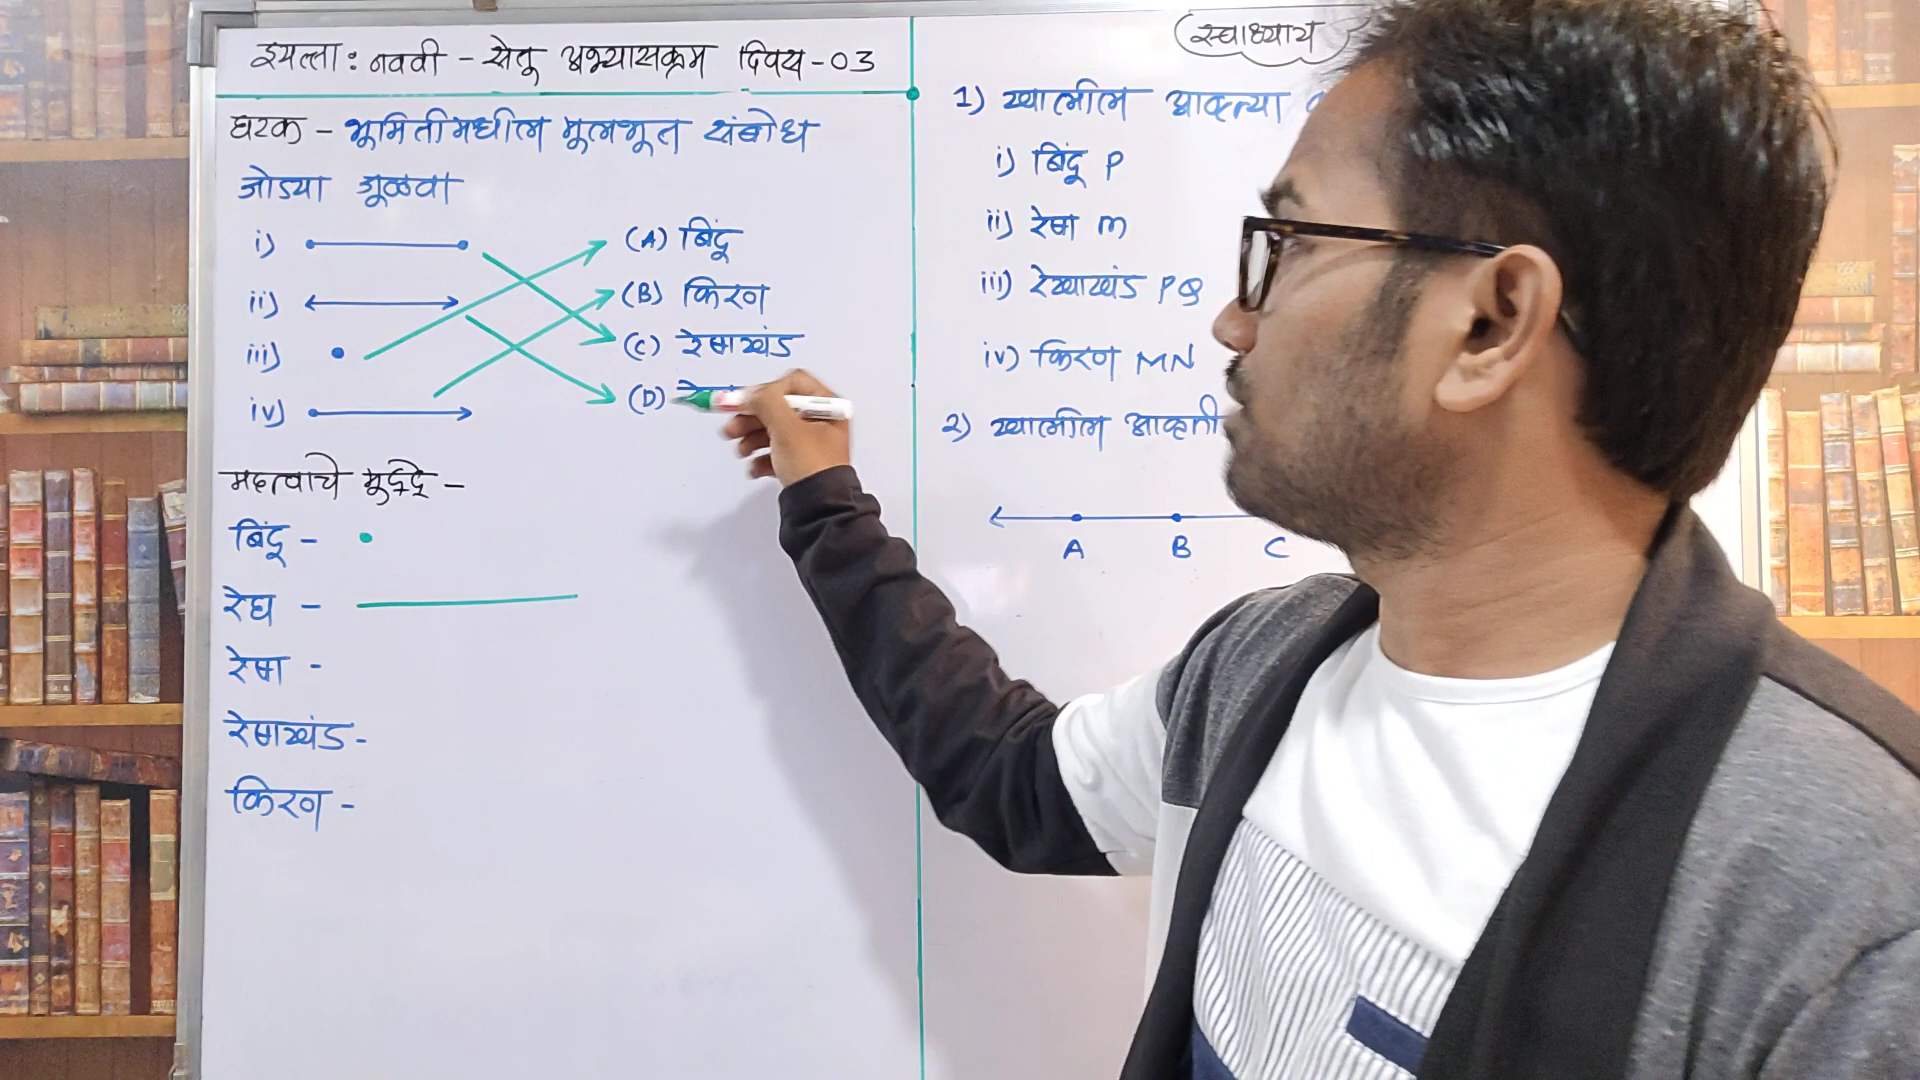 इयत्ता : नववी - सेतू अभ्यासक्रम दिवस - 03
घटक - भूमितीमधील मूलभूत संबोध
जोड्या जूळवा
i) (A) बिंदू
ii) (B) किरण
iii) (C) रेषाखंड
iv) (D)
महत्वाचे मुद्दे -
बिंदू -
रेघ -
रेषा -
रेषाखंड -
किरण -
स्वाध्याय
1) खालील आकृत्या
i) बिंदू P
ii) रेषा m
iii) रेषाखंड PQ
iv) किरण MN
२) खालील आकृती
A B C